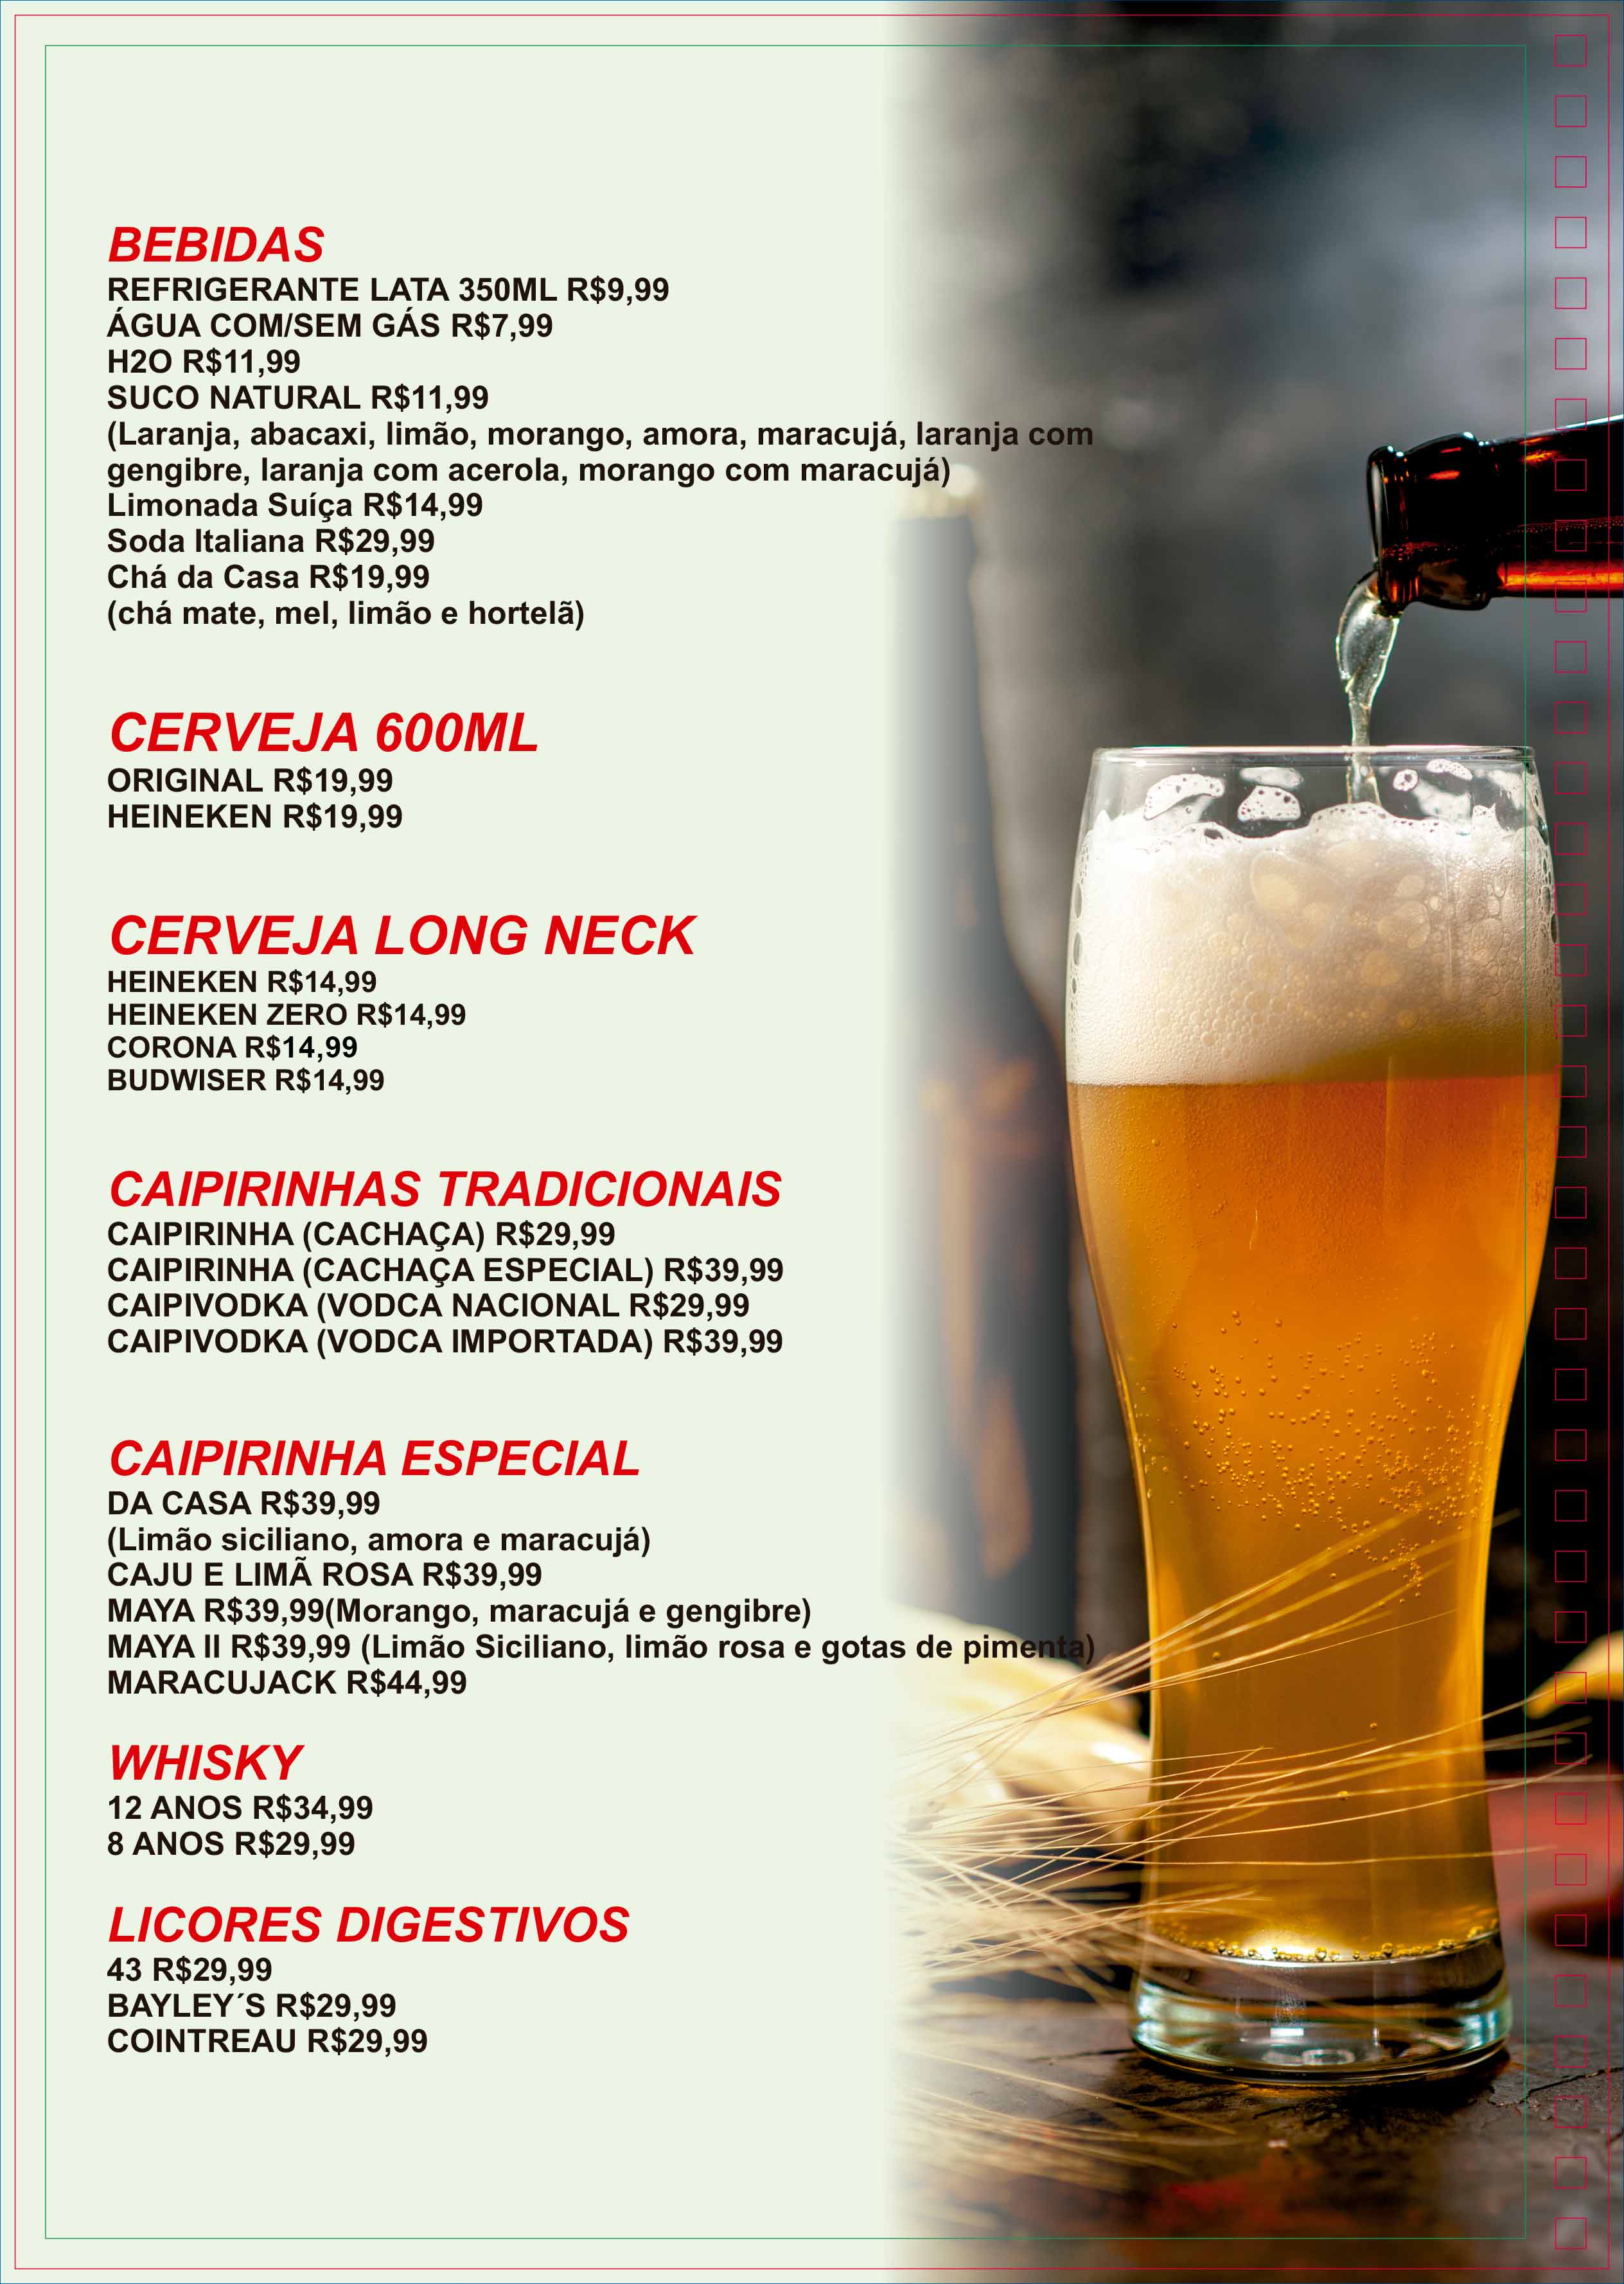 BEBIDAS
REFRIGERANTE LATA 350ML R$9,99
ÁGUA COM/SEM GÁS R$7,99
H2O R$11,99
SUCO NATURAL R$11,99
(Laranja, abacaxi, limão, morango, amora, maracujá, laranja com
gengibre, laranja com acerola, morango com maracujá)
Limonada Suíça R$14,99
Soda Italiana R$29,99
Chá da Casa R$19,99
(chá mate, mel, limão e hortelã)
CERVEJA 600ML
ORIGINAL R$19,99
HEINEKEN R$19,99
CERVEJA LONG NECK
HEINEKEN R$14,99
HEINEKEN ZERO R$14,99
CORONA R$14,99
BUDWISER R$14,99
CAIPIRINHAS TRADICIONAIS
CAIPIRINHA (CACHAÇA) R$29,99
CAIPIRINHA (CACHAÇA ESPECIAL) R$39,99
CAIPIVODKA (VODCA NACIONAL R$29,99
CAIPIVODKA (VODCA IMPORTADA) R$39,99
CAIPIRINHA ESPECIAL
DA CASA R$39,99
(Limão siciliano, amora e maracujá)
CAJU E LIMÃ ROSA R$39,99
MAYA R$39,99(Morango, maracujá e gengibre)
MAYA II R$39,99 (Limão Siciliano, limão rosa e gotas de pimenta)
MARACUJACK R$44,99
WHISKY
12 ANOS R$34,99
8 ANOS R$29,99
LICORES DIGESTIVOS
43 R$29,99
BAYLEY´S R$29,99
COINTREAU R$29,99